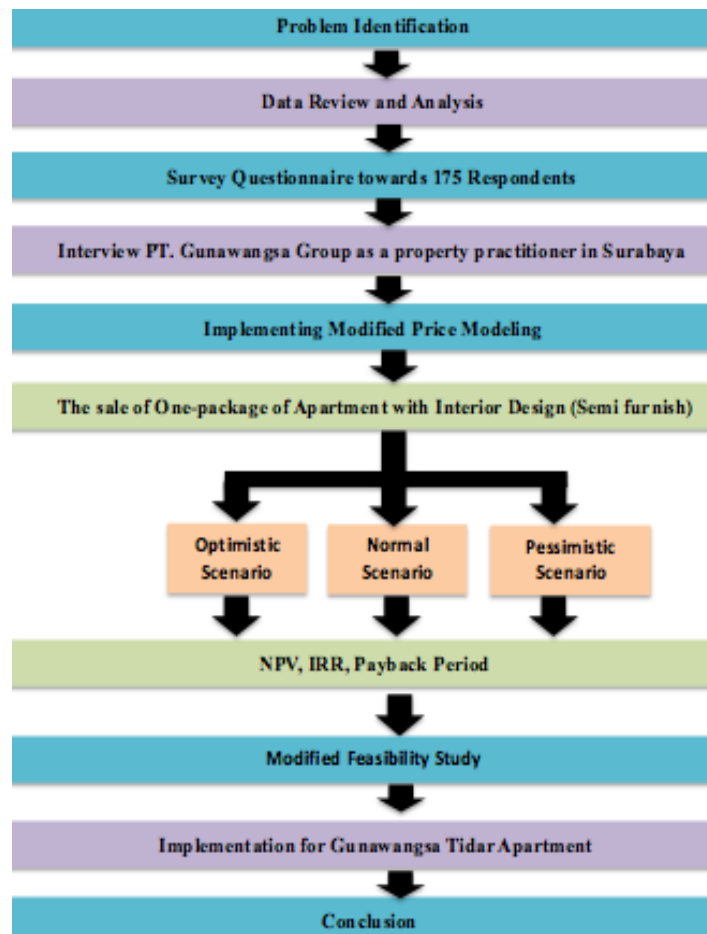 Problem Identification
Data Review and Analysis
Survey Questionnaire towards 175 Respondents
Interview PT. Gunawangsa Group as a property practitioner in Surabaya
Implementing Modified Price Modeling
The sale of One-package of Apartment with Interior Design (Semi furnish)
Optimistic
Scenario
Normal
Scenario
Pessimistic
Scenario
NPV, IRR, Payback Period
Modified Feasibility Study
Implementation for Gunawangsa Tidar Apartment
Conclusion